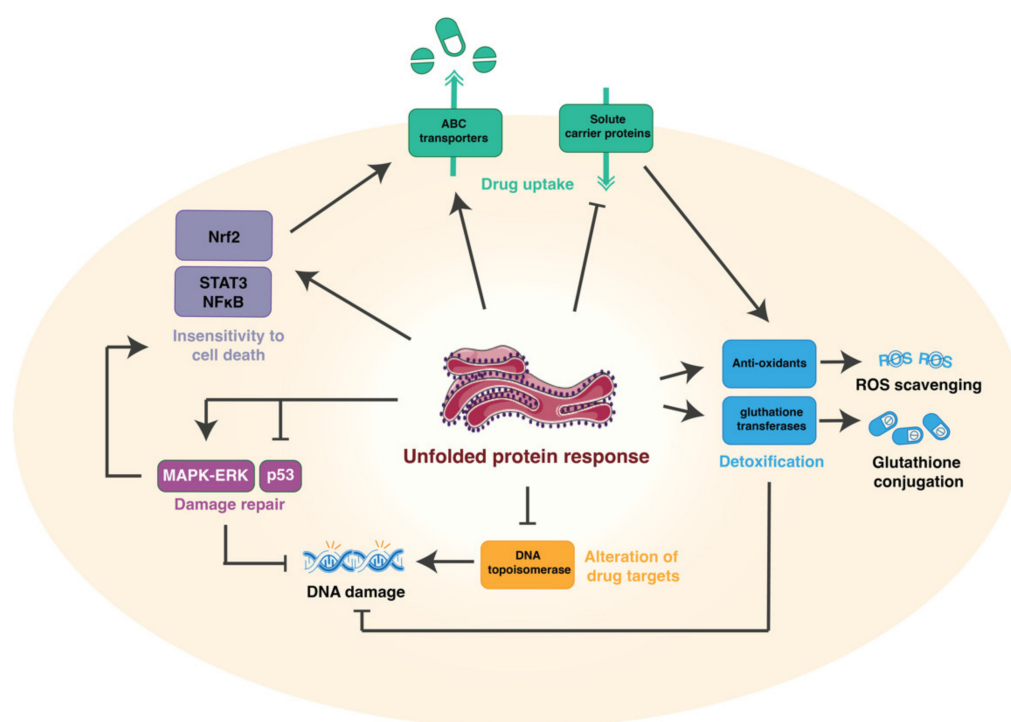 ABC
transporters
Solute
carrier proteins
Drug uptake
Nrf2
STAT3
NFκB
Insensitivity to
cell death
Anti-oxidants
ROS ROS
ROS scavenging
gluthatione
transferases
Detoxification
Glutathione
conjugation
Unfolded protein response
MAPK-ERK
p53
Damage repair
DNA
topoisomerase
Alteration of
drug targets
DNA damage